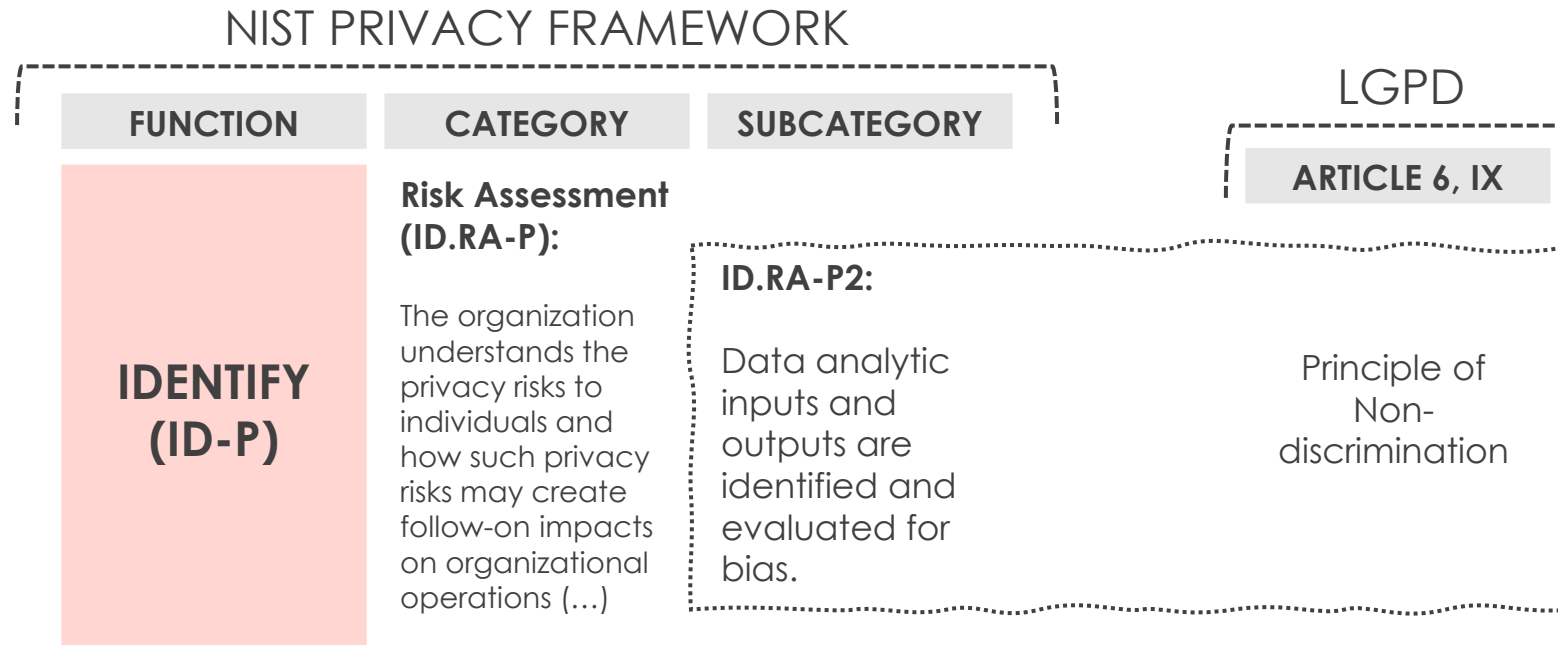 NIST PRIVACY FRAMEWORK
LGPD
FUNCTION
CATEGORY
SUBCATEGORY
ARTICLE 6, IX
IDENTIFY
(ID-P)
Risk Assessment
(ID.RA-P):
The organization
understands the
privacy risks to
individuals and
how such privacy
risks may create
follow-on impacts
on organizational
operations (…)
ID.RA-P2:
Data analytic
inputs and
outputs are
identified and
evaluated for
bias.
Principle of
Non-
discrimination